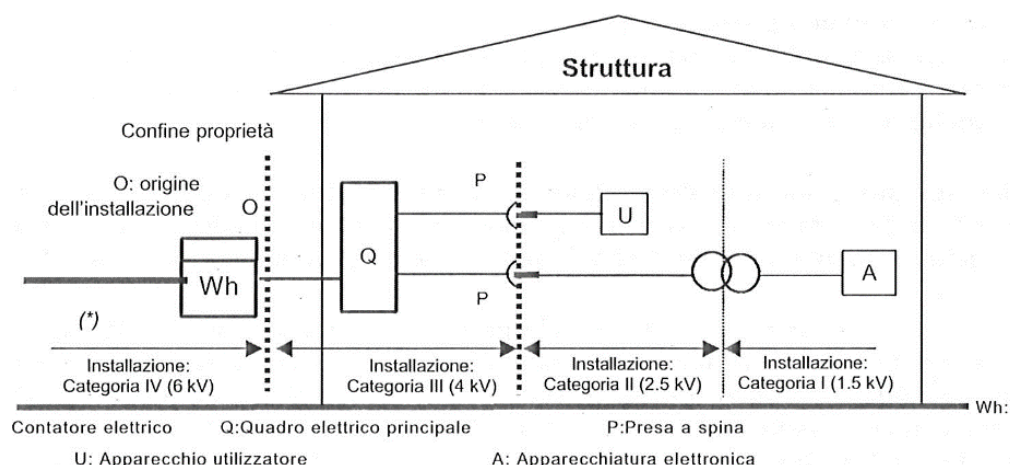 Struttura
Confine proprietà
O: origine
dell'installazione
O
P
U
Q
Wh
A
P
(*)
Installazione:
Categoria IV (6 kV)
Installazione:
Categoria III (4 kV)
Installazione:
Categoria II (2.5 kV)
Installazione:
Categoria I (1.5 kV)
Wh:
Contatore elettrico Q:Quadro elettrico principale P:Presa a spina
U: Apparecchio utilizzatore A: Apparecchiatura elettronica